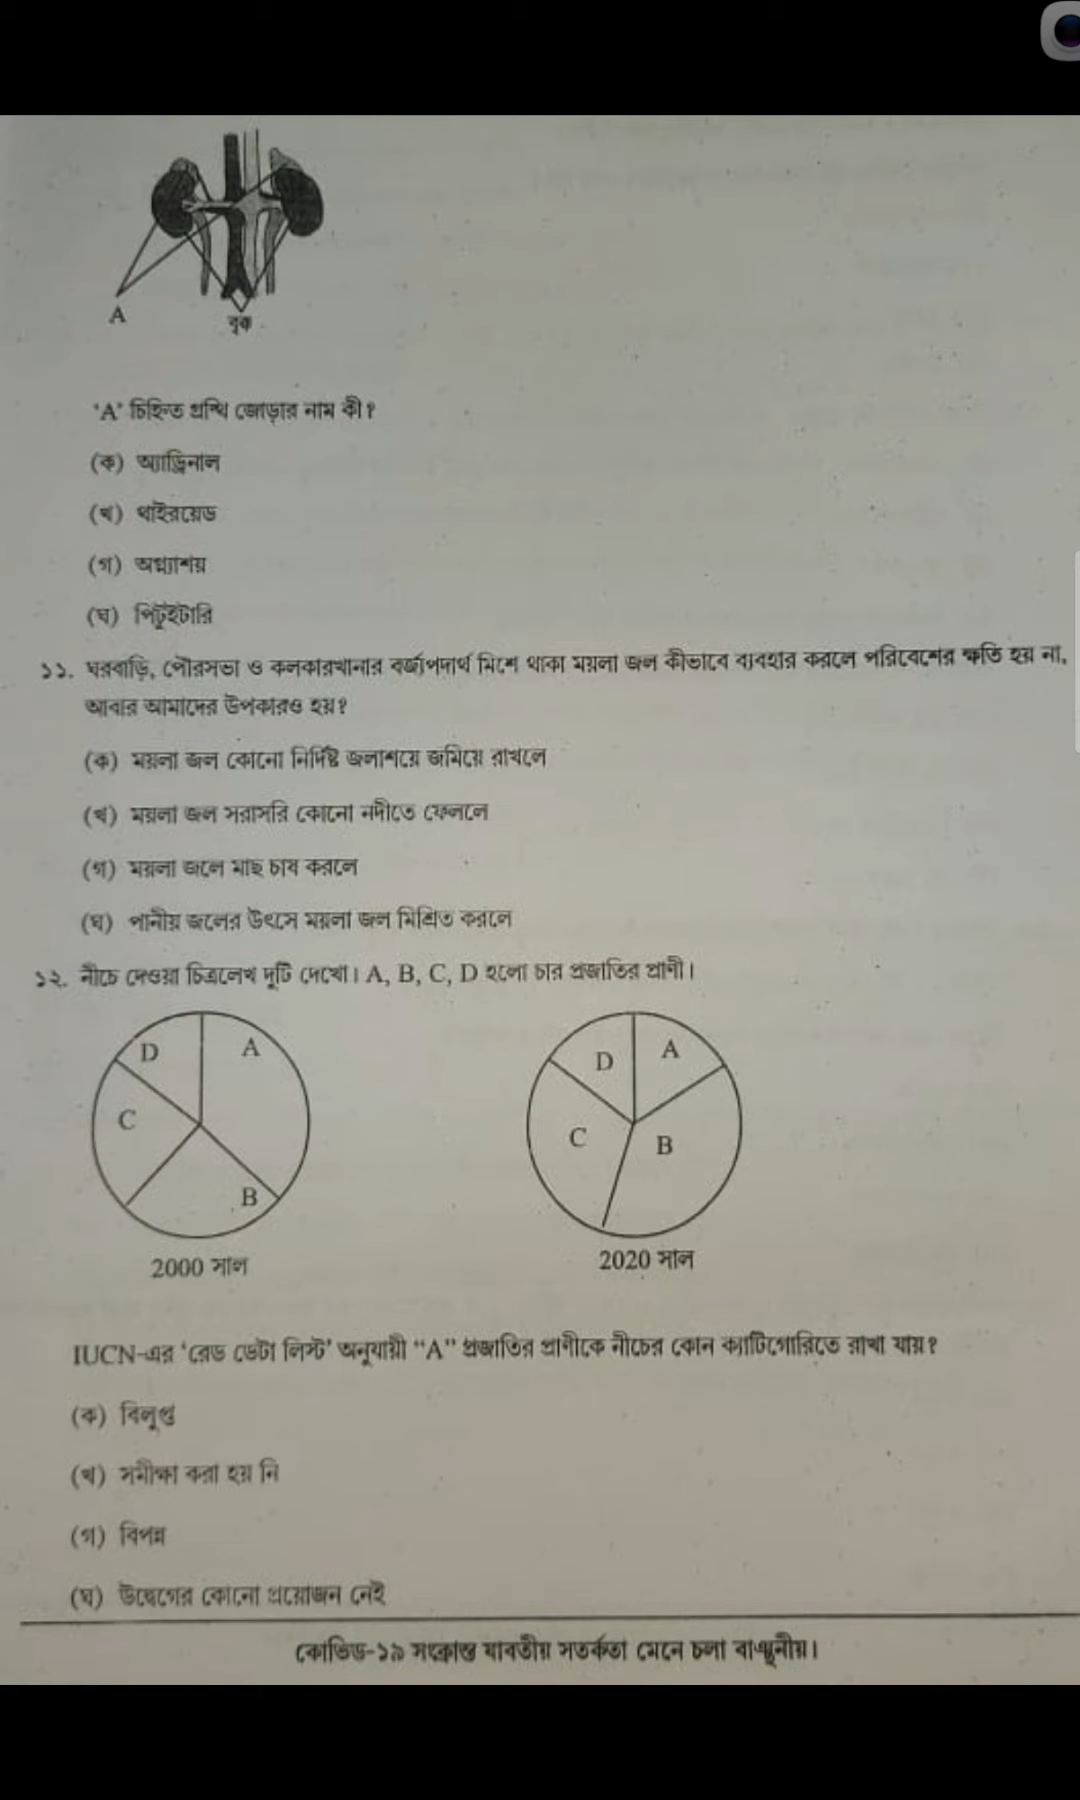 A
বৃক
'A' চিহ্নিত গ্রন্থি জোড়ার নাম কী?
(ক) অ্যাড্রিনাল
(খ) থাইরয়েড
(গ) অগ্ন্যাশয়
(ঘ) পিটুইটারি
১১. ঘরবাড়ি, পৌরসভা ও কলকারখানার বর্জ্যপদার্থ মিশে থাকা ময়লা জল কীভাবে ব্যবহার করলে পরিবেশের ক্ষতি হয় না,
আবার আমাদের উপকারও হয়?
(ক) ময়লা জল কোনো নির্দিষ্ট জলাশয়ে জমিয়ে রাখলে
(খ) ময়লা জল সরাসরি কোনো নদীতে ফেললে
(গ) ময়লা জলে মাছ চাষ করলে
(ঘ) পানীয় জলের উৎসে ময়লা জল মিশ্রিত করলে
১২. নীচে দেওয়া চিত্রলেখ দুটি দেখো। A, B, C, D হলো চার প্রজাতির প্রাণী।
D A D A
C C B
B
2000 সাল 2020 সাল
IUCN-এর 'রেড ডেটা লিস্ট' অনুযায়ী "A" প্রজাতির প্রাণীকে নীচের কোন ক্যাটিগোরিতে রাখা যায়?
(ক) বিলুপ্ত
(খ) সমীক্ষা করা হয় নি
(গ) বিপন্ন
(ঘ) উদ্বেগের কোনো প্রয়োজন নেই
কোভিড-১৯ সংক্রান্ত যাবতীয় সতর্কতা মেনে চলা বাঞ্ছনীয়।